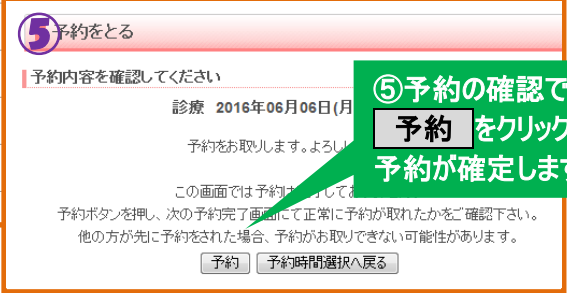 ⑤予約をとる
予約内容を確認してください
診療 2016年06月06日(月
予約をお取りします。よろし
この画面では予約は
予約ボタンを押し、次の予約完了画面にて正常に予約が取れたかをご確認下さい。
他の方が先に予約をされた場合、予約がお取りできない可能性があります。
予約 予約時間選択へ戻る
⑤予約の確認で
予約 をクリック
予約が確定します